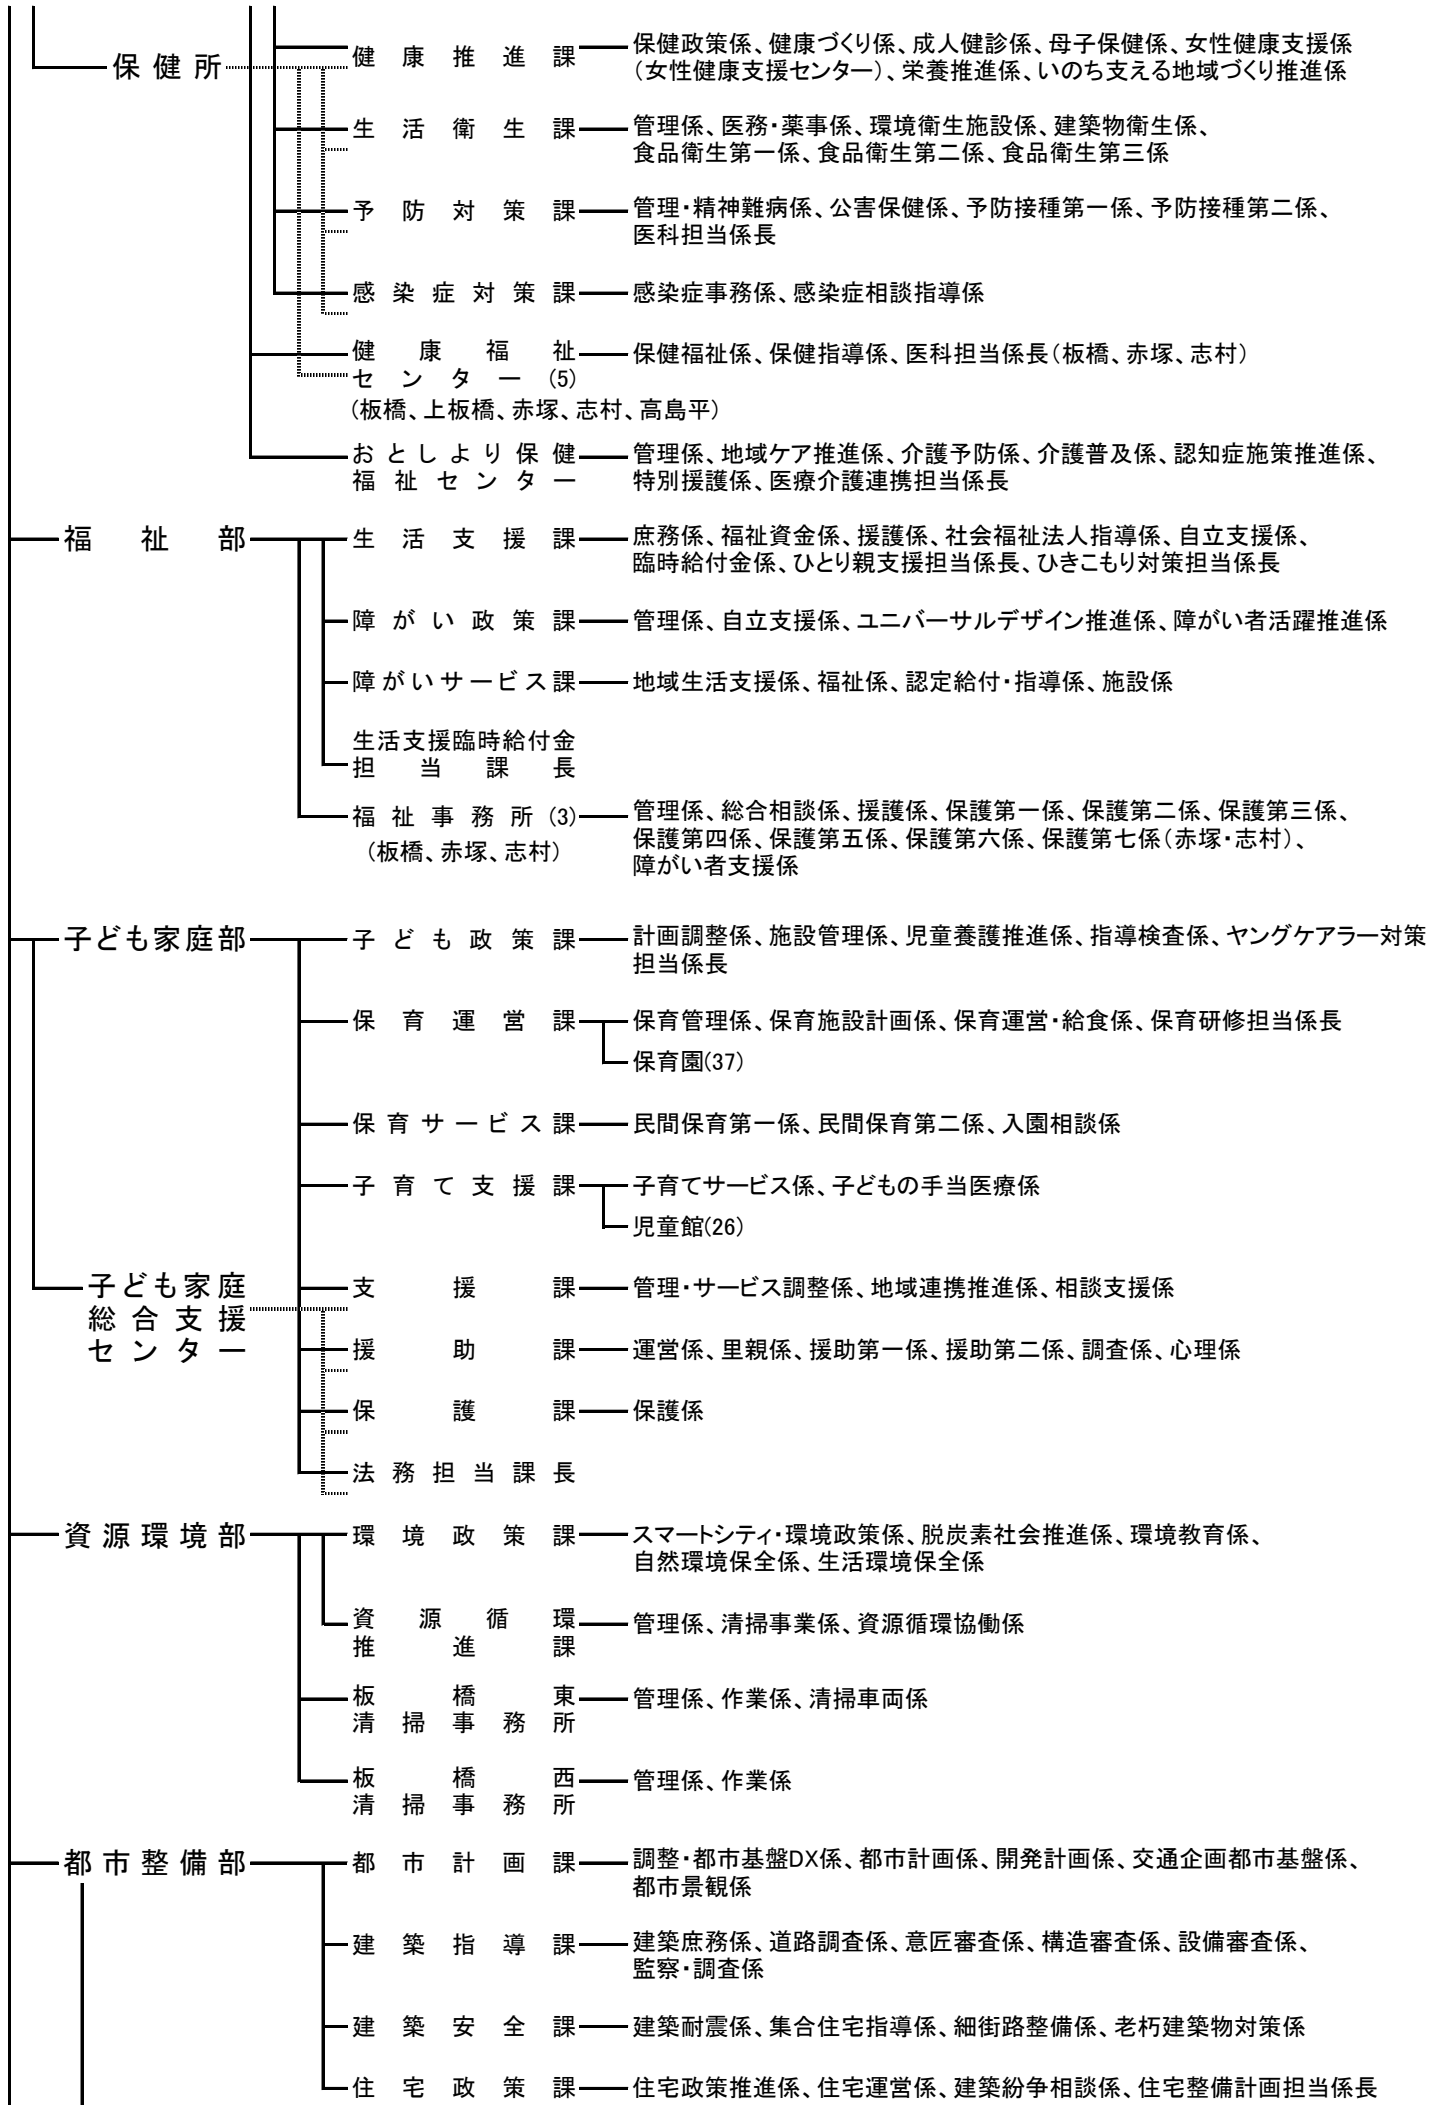 保健所
健康推進課
保健政策係、健康づくり係、成人健診係、母子保健係、女性健康支援係
（女性健康支援センター）、栄養推進係、いのち支える地域づくり推進係
生活衛生課
管理係、医務・薬事係、環境衛生施設係、建築物衛生係、
食品衛生第一係、食品衛生第二係、食品衛生第三係
予防対策課
管理・精神難病係、公害保健係、予防接種第一係、予防接種第二係、
医科担当係長
感染症対策課
感染症事務係、感染症相談指導係
健康福祉
センター(5)
（板橋、上板橋、赤塚、志村、高島平）
保健福祉係、保健指導係、医科担当係長（板橋、赤塚、志村）
おとしより保健
福祉センター
管理係、地域ケア推進係、介護予防係、介護普及係、認知症施策推進係、
特別援護係、医療介護連携担当係長
福祉部
生活支援課
庶務係、福祉資金係、援護係、社会福祉法人指導係、自立支援係、
臨時給付金係、ひとり親支援担当係長、ひきこもり対策担当係長
障がい政策課
管理係、自立支援係、ユニバーサルデザイン推進係、障がい者活躍推進係
障がいサービス課
地域生活支援係、福祉係、認定給付・指導係、施設係
生活支援臨時給付金
担当課長
福祉事務所(3)
（板橋、赤塚、志村）
管理係、総合相談係、援護係、保護第一係、保護第二係、保護第三係、
保護第四係、保護第五係、保護第六係、保護第七係（赤塚・志村）、
障がい者支援係
子ども家庭部
子ども政策課
計画調整係、施設管理係、児童養護推進係、指導検査係、ヤングケアラー対策
担当係長
保育運営課
保育管理係、保育施設計画係、保育運営・給食係、保育研修担当係長
保育園(37)
保育サービス課
民間保育第一係、民間保育第二係、入園相談係
子育て支援課
子育てサービス係、子どもの手当医療係
児童館(26)
子ども家庭
総合支援
センター
支援課
管理・サービス調整係、地域連携推進係、相談支援係
援助課
運営係、里親係、援助第一係、援助第二係、調査係、心理係
保護課
保護係
法務担当課長
資源環境部
環境政策課
スマートシティ・環境政策係、脱炭素社会推進係、環境教育係、
自然環境保全係、生活環境保全係
資源循環
推進課
管理係、清掃事業係、資源循環協働係
板橋東
清掃事務所
管理係、作業係、清掃車両係
板橋西
清掃事務所
管理係、作業係
都市整備部
都市計画課
調整・都市基盤DX係、都市計画係、開発計画係、交通企画都市基盤係、
都市景観係
建築指導課
建築庶務係、道路調査係、意匠審査係、構造審査係、設備審査係、
監察・調査係
建築安全課
建築耐震係、集合住宅指導係、細街路整備係、老朽建築物対策係
住宅政策課
住宅政策推進係、住宅運営係、建築紛争相談係、住宅整備計画担当係長